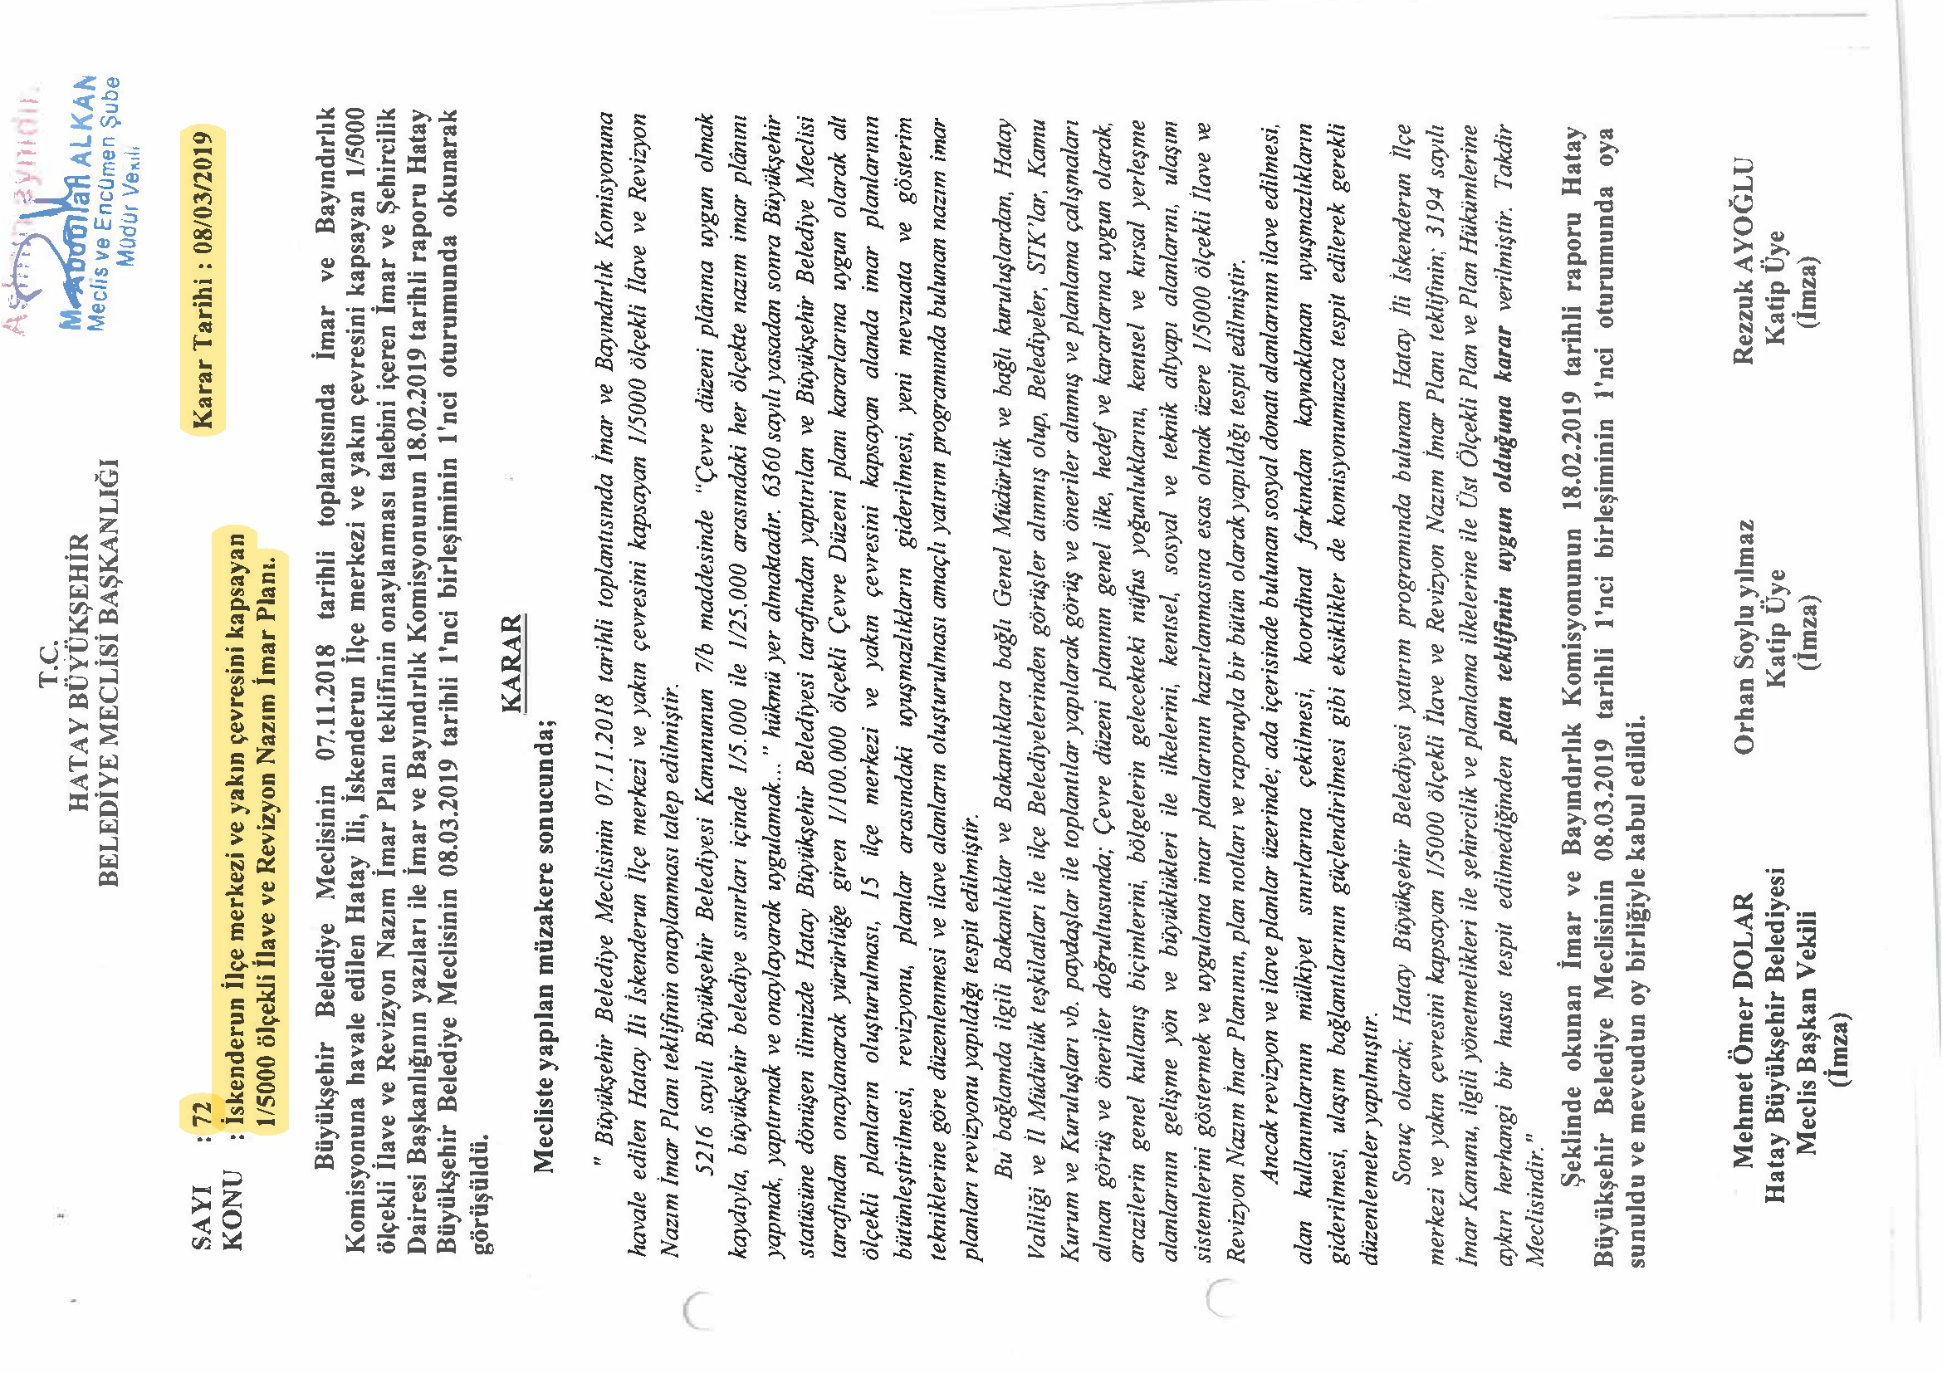 Aslının aynıdır.
M. Abdullah ALKAN
Meclis ve Encümen Şube
Müdür Vekili
T.C.
HATAY BÜYÜKŞEHİR
BELEDİYE MECLİSİ BAŞKANLIĞI
SAYI : 72 Karar Tarihi : 08/03/2019
KONU : İskenderun İlçe merkezi ve yakın çevresini kapsayan
1/5000 ölçekli İlave ve Revizyon Nazım İmar Planı.
Büyükşehir Belediye Meclisinin 07.11.2018 tarihli toplantısında İmar ve Bayındırlık
Komisyonuna havale edilen Hatay İli, İskenderun İlçe merkezi ve yakın çevresini kapsayan 1/5000
ölçekli İlave ve Revizyon Nazım İmar Planı teklifinin onaylanması talebini içeren İmar ve Şehircilik
Dairesi Başkanlığının yazıları ile İmar ve Bayındırlık Komisyonunun 18.02.2019 tarihli raporu Hatay
Büyükşehir Belediye Meclisinin 08.03.2019 tarihli 1'nci birleşiminin 1'nci oturumunda okunarak
görüşüldü.
KARAR
Mecliste yapılan müzakere sonucunda;
" Büyükşehir Belediye Meclisinin 07.11.2018 tarihli toplantısında İmar ve Bayındırlık Komisyonuna
havale edilen Hatay İli İskenderun İlçe merkezi ve yakın çevresini kapsayan 1/5000 ölçekli İlave ve Revizyon
Nazım İmar Planı teklifinin onaylanması talep edilmiştir.
5216 sayılı Büyükşehir Belediyesi Kanununun 7/b maddesinde "Çevre düzeni plânına uygun olmak
kaydıyla, büyükşehir belediye sınırları içinde 1/5.000 ile 1/25.000 arasındaki her ölçekte nazım imar plânını
yapmak, yaptırmak ve onaylayarak uygulamak..." hükmü yer almaktadır. 6360 sayılı yasadan sonra Büyükşehir
statüsüne dönüşen ilimizde Hatay Büyükşehir Belediyesi tarafından yaptırılan ve Büyükşehir Belediye Meclisi
tarafından onaylanarak yürürlüğe giren 1/100.000 ölçekli Çevre Düzeni planı kararlarına uygun olarak alt
ölçekli planların oluşturulması, 15 ilçe merkezi ve yakın çevresini kapsayan alanda imar planlarının
bütünleştirilmesi, revizyonu, planlar arasındaki uyuşmazlıkların giderilmesi, yeni mevzuata ve gösterim
tekniklerine göre düzenlenmesi ve ilave alanların oluşturulması amaçlı yatırım programında bulunan nazım imar
planları revizyonu yapıldığı tespit edilmiştir.
Bu bağlamda ilgili Bakanlıklar ve Bakanlıklara bağlı Genel Müdürlük ve bağlı kuruluşlardan, Hatay
Valiliği ve İl Müdürlük teşkilatları ile ilçe Belediyelerinden görüşler alınmış olup, Belediyeler, STK'lar, Kamu
Kurum ve Kuruluşları vb. paydaşlar ile toplantılar yapılarak görüş ve öneriler alınmış ve planlama çalışmaları
alınan görüş ve öneriler doğrultusunda; Çevre düzeni planının genel ilke, hedef ve kararlarına uygun olarak,
arazilerin genel kullanış biçimlerini, bölgelerin gelecekteki nüfus yoğunluklarını, kentsel ve kırsal yerleşme
alanlarının gelişme yön ve büyüklükleri ile ilkelerini, kentsel, sosyal ve teknik altyapı alanlarını, ulaşım
sistemlerini göstermek ve uygulama imar planlarının hazırlanmasına esas olmak üzere 1/5000 ölçekli İlave ve
Revizyon Nazım İmar Planının, plan notları ve raporuyla bir bütün olarak yapıldığı tespit edilmiştir.
Ancak revizyon ve ilave planlar üzerinde; ada içerisinde bulunan sosyal donatı alanlarının ilave edilmesi,
alan kullanımlarının mülkiyet sınırlarına çekilmesi, koordinat farkından kaynaklanan uyuşmazlıkların
giderilmesi, ulaşım bağlantılarının güçlendirilmesi gibi eksiklikler de komisyonumuzca tespit edilerek gerekli
düzenlemeler yapılmıştır.
Sonuç olarak; Hatay Büyükşehir Belediyesi yatırım programında bulunan Hatay İli İskenderun İlçe
merkezi ve yakın çevresini kapsayan 1/5000 ölçekli İlave ve Revizyon Nazım İmar Planı teklifinin; 3194 sayılı
İmar Kanunu, ilgili yönetmelikleri ile şehircilik ve planlama ilkelerine ile Üst Ölçekli Plan ve Plan Hükümlerine
aykırı herhangi bir husus tespit edilmediğinden plan teklifinin uygun olduğuna karar verilmiştir. Takdir
Meclisindir."
Şeklinde okunan İmar ve Bayındırlık Komisyonunun 18.02.2019 tarihli raporu Hatay
Büyükşehir Belediye Meclisinin 08.03.2019 tarihli 1'nci birleşiminin 1'nci oturumunda oya
sunuldu ve mevcudun oy birliğiyle kabul edildi.
Mehmet Ömer DOLAR Orhan Soylu yılmaz Rezzuk AYOĞLU
Hatay Büyükşehir Belediyesi Katip Üye Katip Üye
Meclis Başkan Vekili (İmza) (İmza)
(İmza)